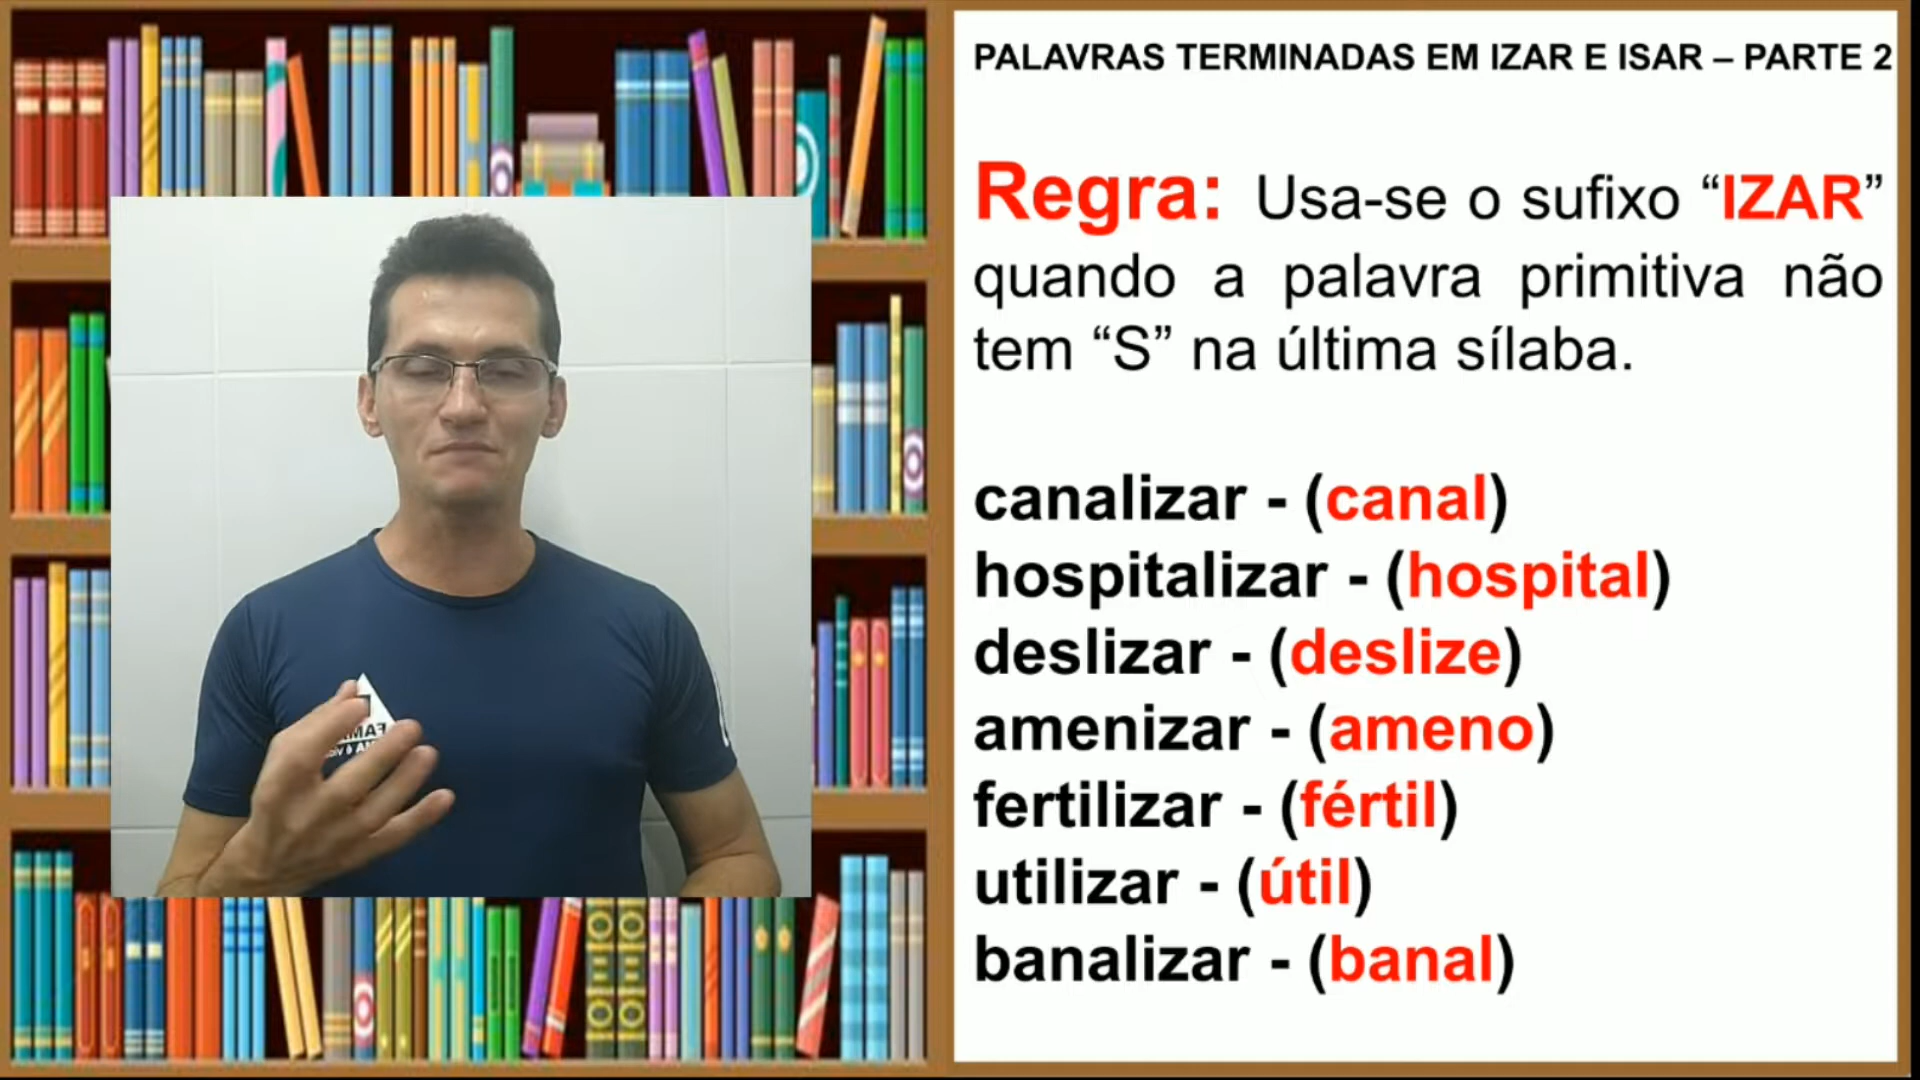 PALAVRAS TERMINADAS EM IZAR E ISAR – PARTE 2
Regra: Usa-se o sufixo “IZAR”
quando a palavra primitiva não
tem “S” na última sílaba.
canalizar - (canal)
hospitalizar - (hospital)
deslizar - (deslize)
amenizar - (ameno)
fertilizar - (fértil)
utilizar - (útil)
banalizar - (banal)